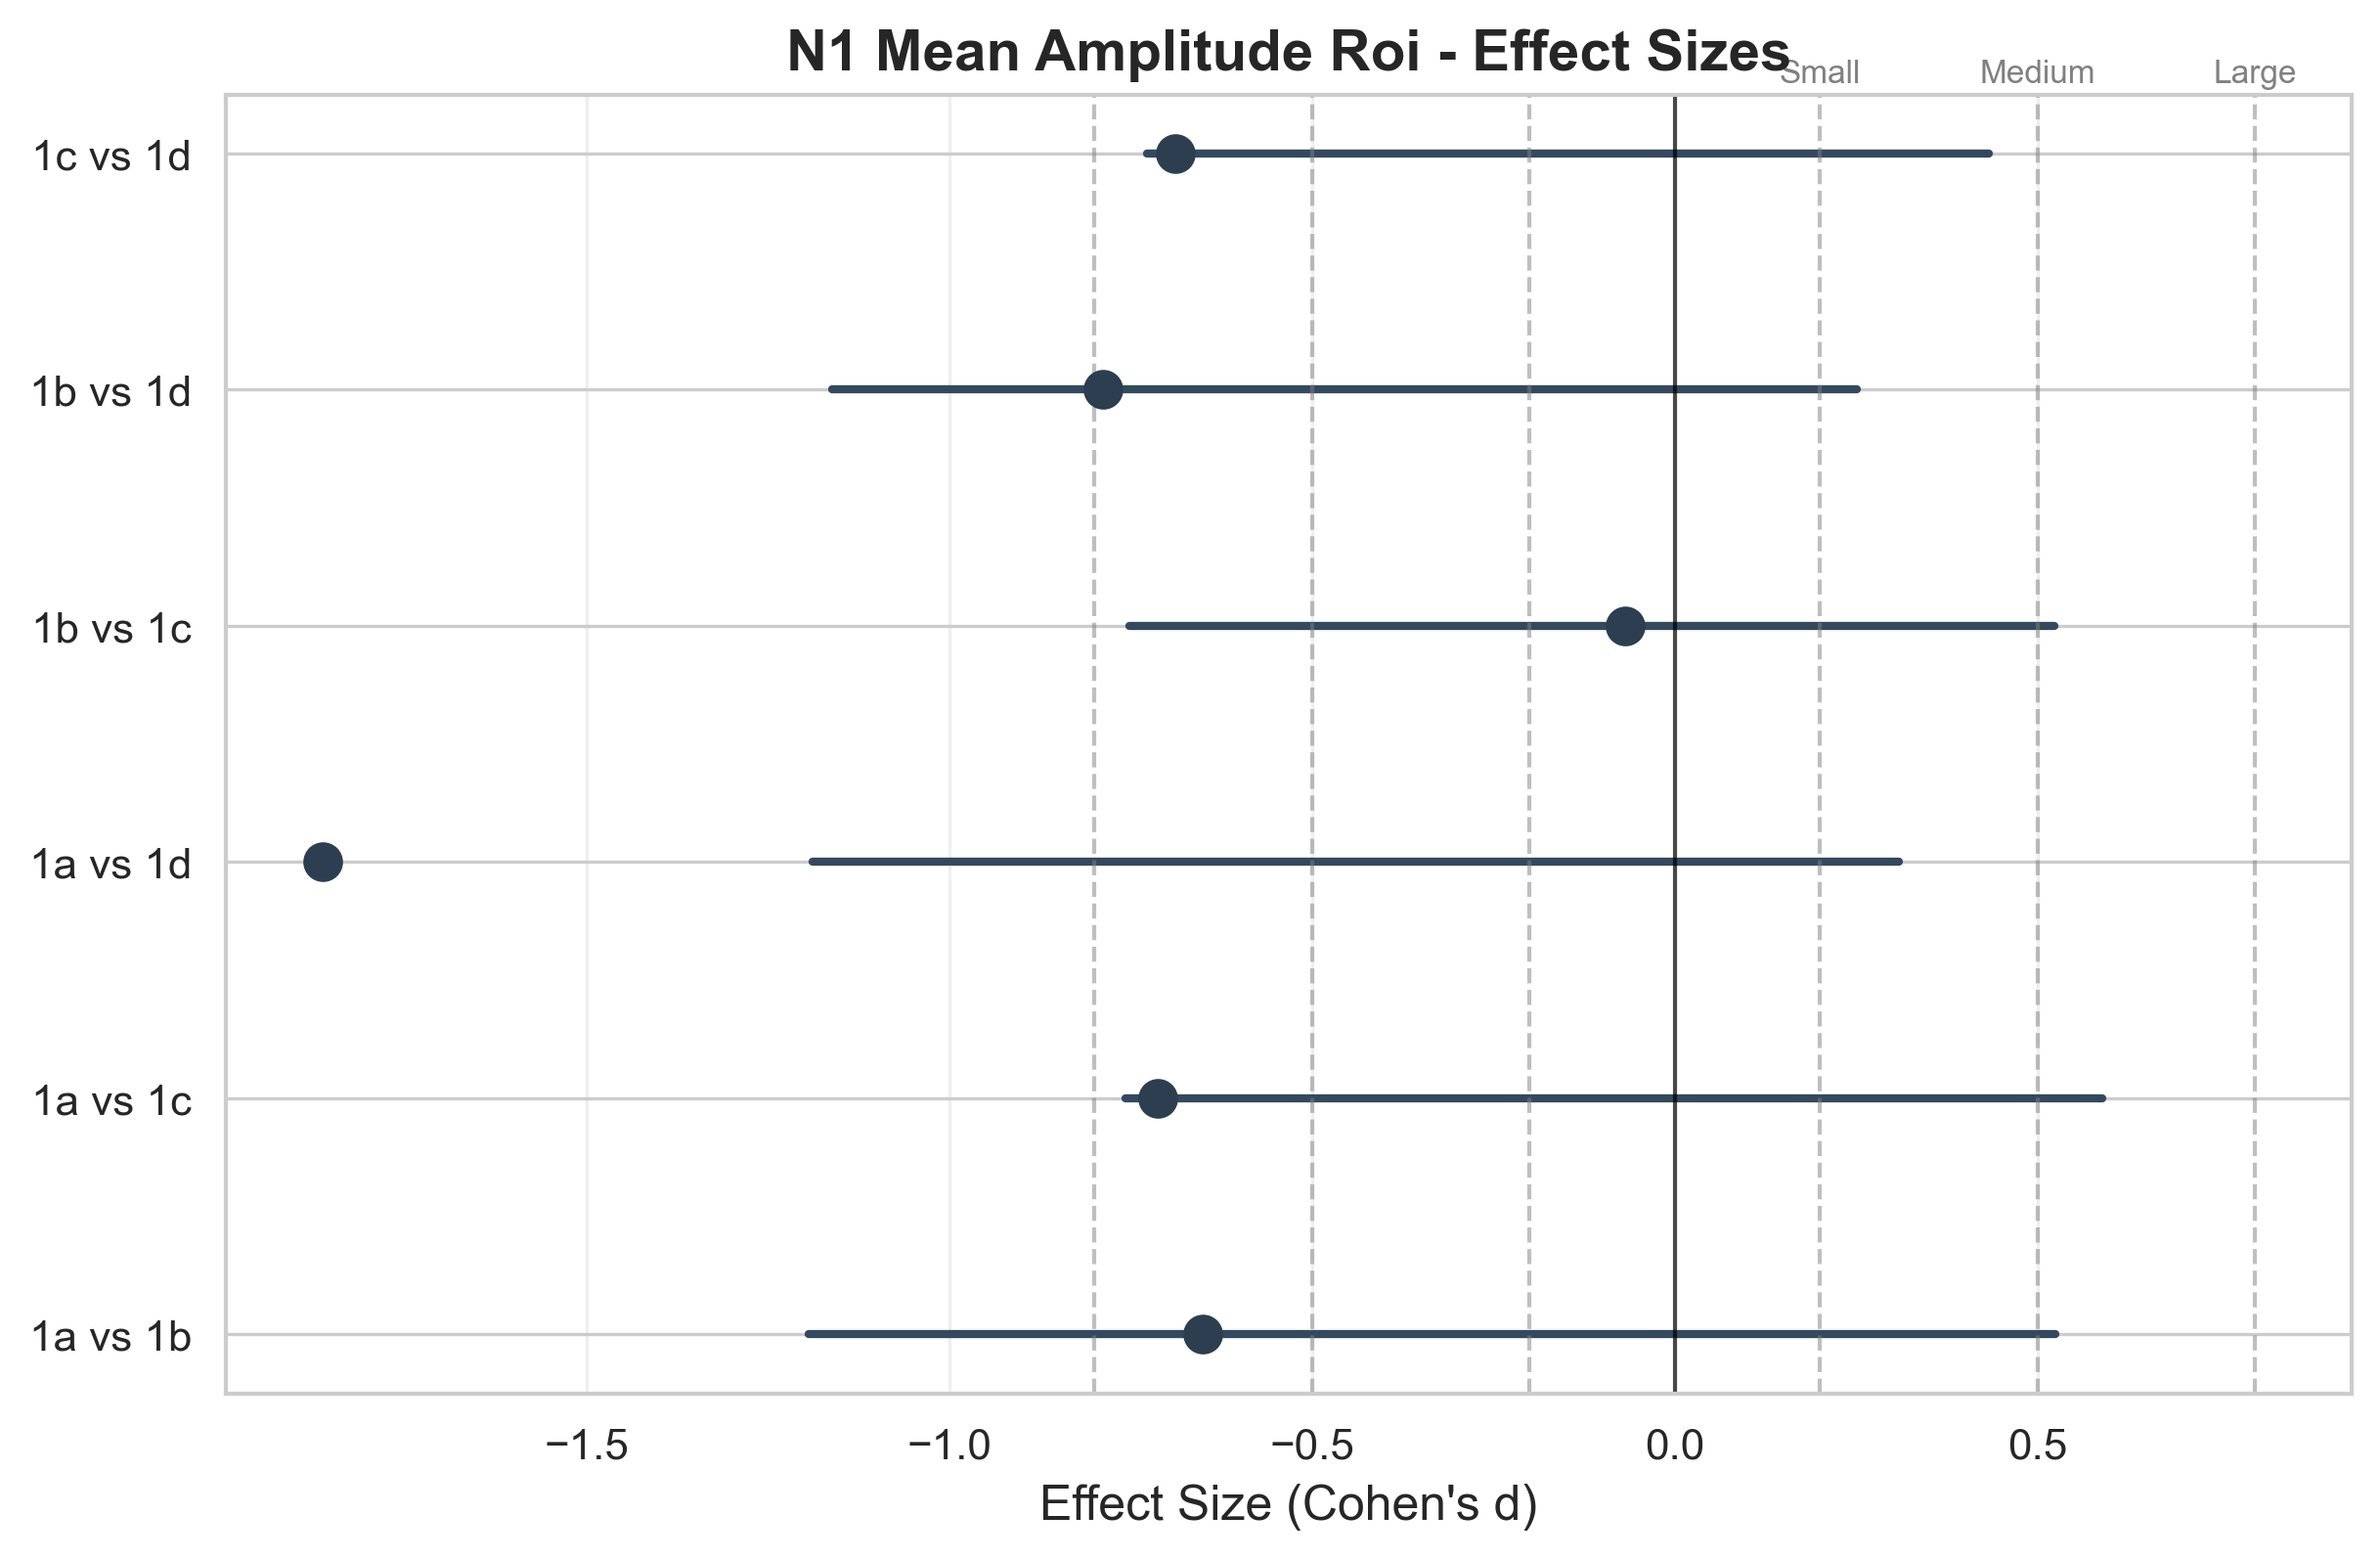 N1 Mean Amplitude Roi - Effect Sizes
Small Medium Large
1c vs 1d
1b vs 1d
1b vs 1c
1a vs 1d
1a vs 1c
1a vs 1b
−1.5 −1.0 −0.5 0.0 0.5
Effect Size (Cohen's d)